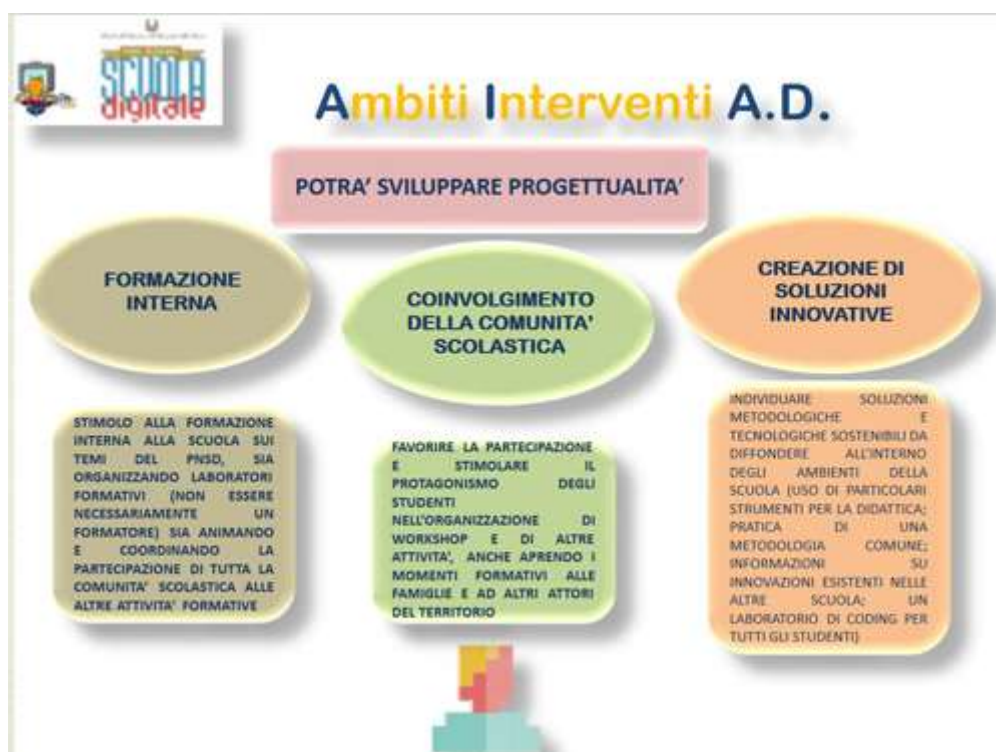 SCUOLA
digitale
Ambiti Interventi A.D.
POTRA’ SVILUPPARE PROGETTUALITA’
FORMAZIONE
INTERNA
COINVOLGIMENTO
DELLA COMUNITA’
SCOLASTICA
CREAZIONE DI
SOLUZIONI
INNOVATIVE
STIMOLO ALLA FORMAZIONE
INTERNA ALLA SCUOLA SUI
TEMI DEL PNSD, SIA
ORGANIZZANDO LABORATORI
FORMATIVI (NON ESSERE
NECESSARIAMENTE UN
FORMATORE) SIA ANIMANDO
E COORDINANDO LA
PARTECIPAZIONE DI TUTTA LA
COMUNITA’ SCOLASTICA ALLE
ALTRE ATTIVITA’ FORMATIVE
FAVORIRE LA PARTECIPAZIONE
E STIMOLARE IL
PROTAGONISMO DEGLI
STUDENTI
NELL’ORGANIZZAZIONE DI
WORKSHOP E DI ALTRE
ATTIVITA’, ANCHE APRENDO I
MOMENTI FORMATIVI ALLE
FAMIGLIE E AD ALTRI ATTORI
DEL TERRITORIO
INDIVIDUARE SOLUZIONI
METODOLOGICHE E
TECNOLOGICHE SOSTENIBILI DA
DIFFONDERE ALL’INTERNO
DEGLI AMBIENTI DELLA
SCUOLA (USO DI PARTICOLARI
STRUMENTI PER LA DIDATTICA;
PRATICA DI UNA
METODOLOGIA COMUNE;
INFORMAZIONI SU
INNOVAZIONI ESISTENTI NELLE
ALTRE SCUOLA; UN
LABORATORIO DI CODING PER
TUTTI GLI STUDENTI)